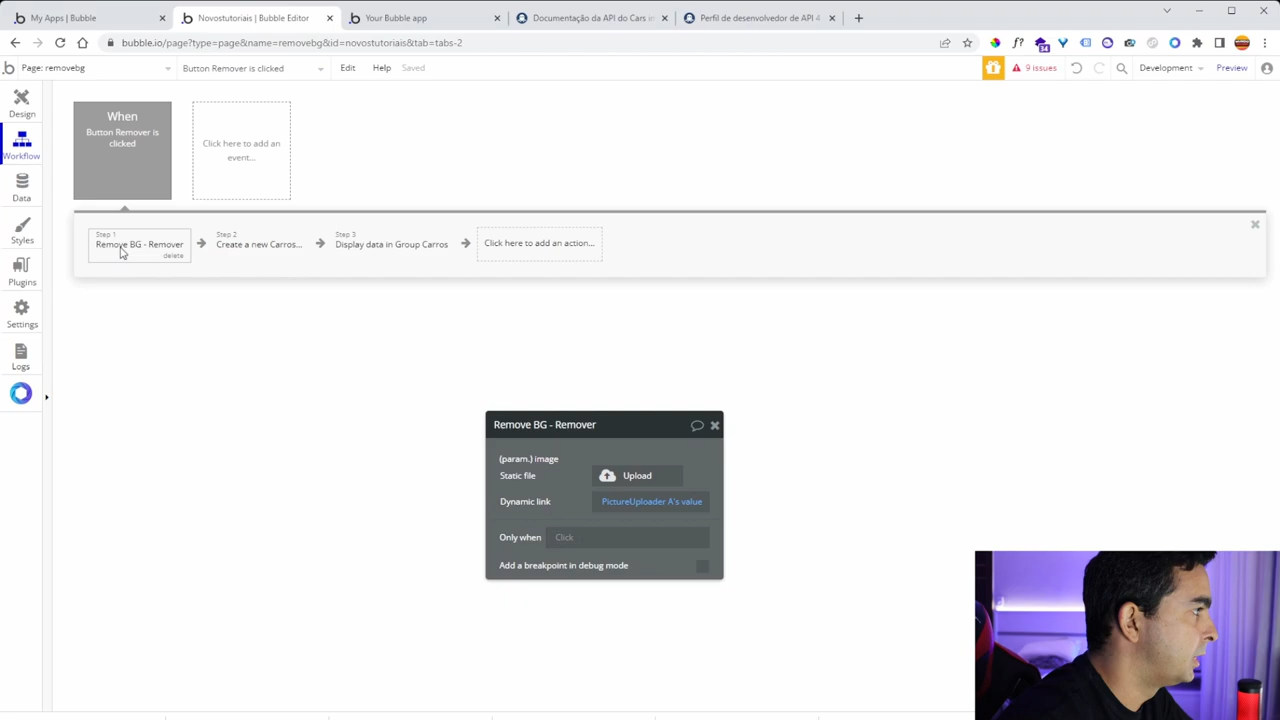 My Apps | Bubble
Novostutoriais | Bubble Editor
Your Bubble app
Documentação da API do Cars im
Perfil de desenvolvedor de API 4
bubble.io/page?type=page&name=removebg&id=novostutoriais&tab=tabs-2
34
Page: removebg
Button Remover is clicked
Edit
Help
Saved
9 issues
Development
Preview
Design
Workflow
Data
Styles
Plugins
Settings
Logs
When
Button Remover is
clicked
Click here to add an
event...
Step 1
Remove BG - Remover
delete
Step 2
Create a new Carros...
Step 3
Display data in Group Carros
Click here to add an action...
Remove BG - Remover
(param.) image
Static file
Upload
Dynamic link
PictureUploader A's value
Only when
Click
Add a breakpoint in debug mode